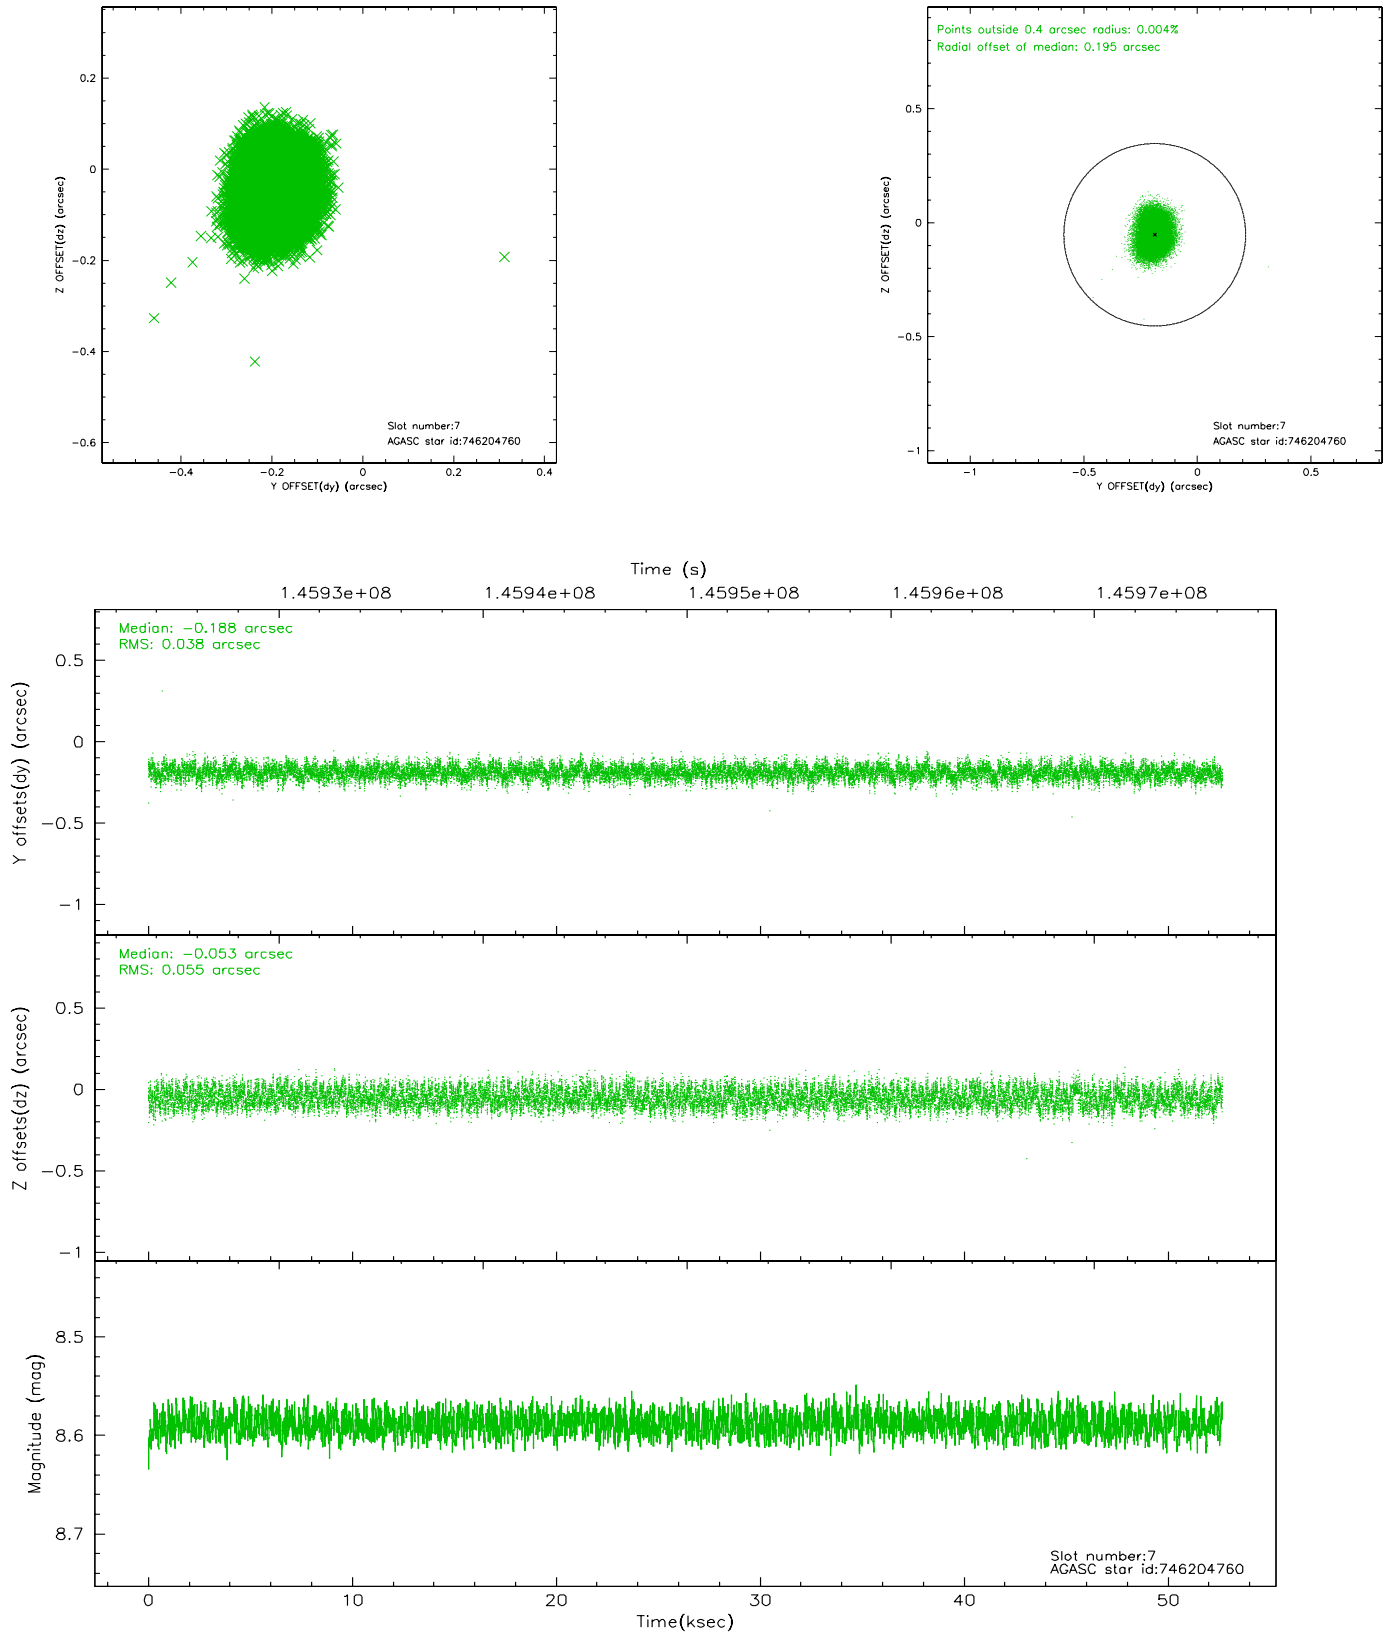 0.2
0
-0.2
-0.4
-0.6
Z OFFSET(dz) (arcsec)
Slot number:7
AGASC star id:746204760
-0.4 -0.2 0 0.2 0.4
Y OFFSET(dy) (arcsec)
Points outside 0.4 arcsec radius: 0.004%
Radial offset of median: 0.195 arcsec
0.5
0
-0.5
-1
Z OFFSET(dz) (arcsec)
Slot number:7
AGASC star id:746204760
-1 -0.5 0 0.5
Y OFFSET(dy) (arcsec)
Time (s)
1.4593e+08 1.4594e+08 1.4595e+08 1.4596e+08 1.4597e+08
Median: -0.188 arcsec
RMS: 0.038 arcsec
0.5
0
-0.5
-1
Y offsets(dy) (arcsec)
Median: -0.053 arcsec
RMS: 0.055 arcsec
0.5
0
-0.5
-1
Z offsets(dz) (arcsec)
8.5
8.6
8.7
Magnitude (mag)
Slot number:7
AGASC star id:746204760
0 10 20 30 40 50
Time(ksec)